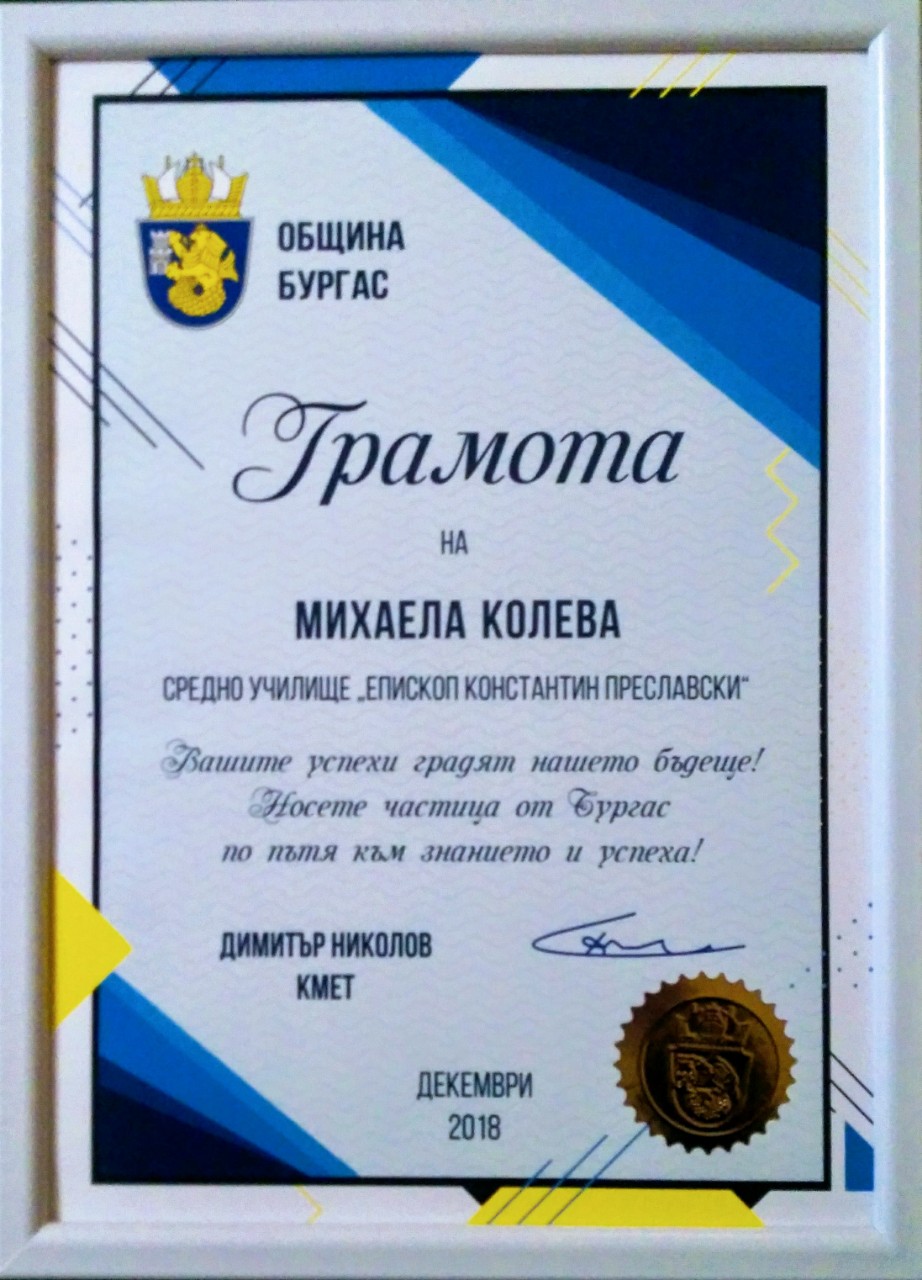 ОБЩИНА
БУРГАС
Грамота
НА
МИХАЕЛА КОЛЕВА
СРЕДНО УЧИЛИЩЕ „ЕПИСКОП КОНСТАНТИН ПРЕСЛАВСКИ“
Вашите успехи градят нашето бъдеще!
Носете частица от Бургас
по пътя към знанието и успеха!
ДИМИТЪР НИКОЛОВ
КМЕТ
ДЕКЕМВРИ
2018